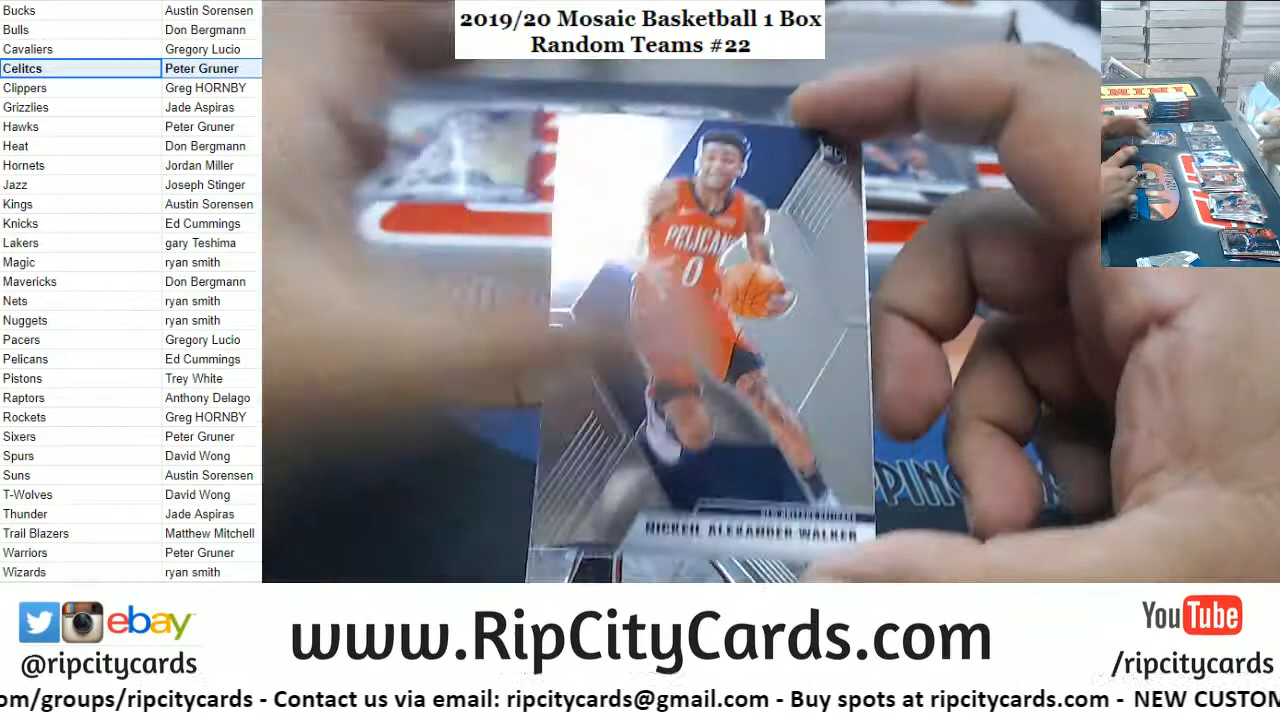 Bucks Austin Sorensen
Bulls Don Bergmann
Cavaliers Gregory Lucio
Celitcs Peter Gruner
Clippers Greg HORNBY
Grizzlies Jade Aspiras
Hawks Peter Gruner
Heat Don Bergmann
Hornets Jordan Miller
Jazz Joseph Stinger
Kings Austin Sorensen
Knicks Ed Cummings
Lakers gary Teshima
Magic ryan smith
Mavericks Don Bergmann
Nets ryan smith
Nuggets ryan smith
Pacers Gregory Lucio
Pelicans Ed Cummings
Pistons Trey White
Raptors Anthony Delago
Rockets Greg HORNBY
Sixers Peter Gruner
Spurs David Wong
Suns Austin Sorensen
T-Wolves David Wong
Thunder Jade Aspiras
Trail Blazers Matthew Mitchell
Warriors Peter Gruner
Wizards ryan smith
2019/20 Mosaic Basketball 1 Box
Random Teams #22
PELICAN
0
NICKEIL ALEXANDER WALKER
ebay
@ripcitycards
www.RipCityCards.com
YouTube
/ripcitycards
om/groups/ripcitycards - Contact us via email: ripcitycards@gmail.com - Buy spots at ripcitycards.com - NEW CUSTOM